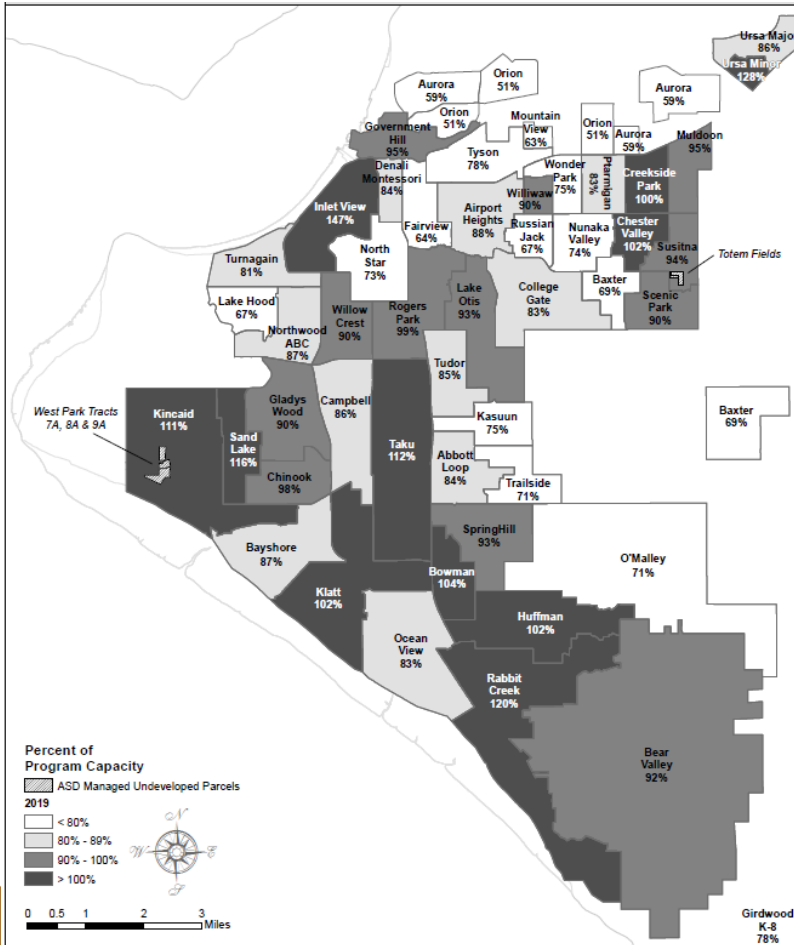 Ursa Major
86%
Ursa Minor
128%
Orion
51%
Aurora
59%
Aurora
59%
Orion
51%
Mountain
View
63%
Orion
51%
Aurora
59%
Muldoon
95%
Government
Hill
95%
Tyson
78%
Denali
Montessori
84%
Wonder
Park
75%
Ptarmigan
83%
Creekside
Park
100%
Williwaw
90%
Inlet View
147%
Airport
Heights
88%
Fairview
64%
Russian
Jack
67%
Nunaka
Valley
74%
Chester
Valley
102%
Susitna
94%
Totem Fields
North
Star
73%
Turnagain
81%
Lake Hood
67%
Baxter
69%
Scenic
Park
90%
College
Gate
83%
Lake
Otis
93%
Rogers
Park
99%
Willow
Crest
90%
Northwood
ABC
87%
Tudor
85%
West Park Tracts
7A, 8A & 9A
Kincaid
111%
Gladys
Wood
90%
Campbell
86%
Kasuun
75%
Baxter
69%
Sand
Lake
116%
Taku
112%
Abbott
Loop
84%
Chinook
98%
Trailside
71%
SpringHill
93%
Bayshore
87%
O'Malley
71%
Bowman
104%
Klatt
102%
Huffman
102%
Ocean
View
83%
Rabbit
Creek
120%
Bear
Valley
92%
Percent of
Program Capacity
ASD Managed Undeveloped Parcels
2019
< 80%
80% - 89%
90% - 100%
> 100%
N
W E
S
0 0.5 1 2 3
Miles
Girdwood
K-8
78%